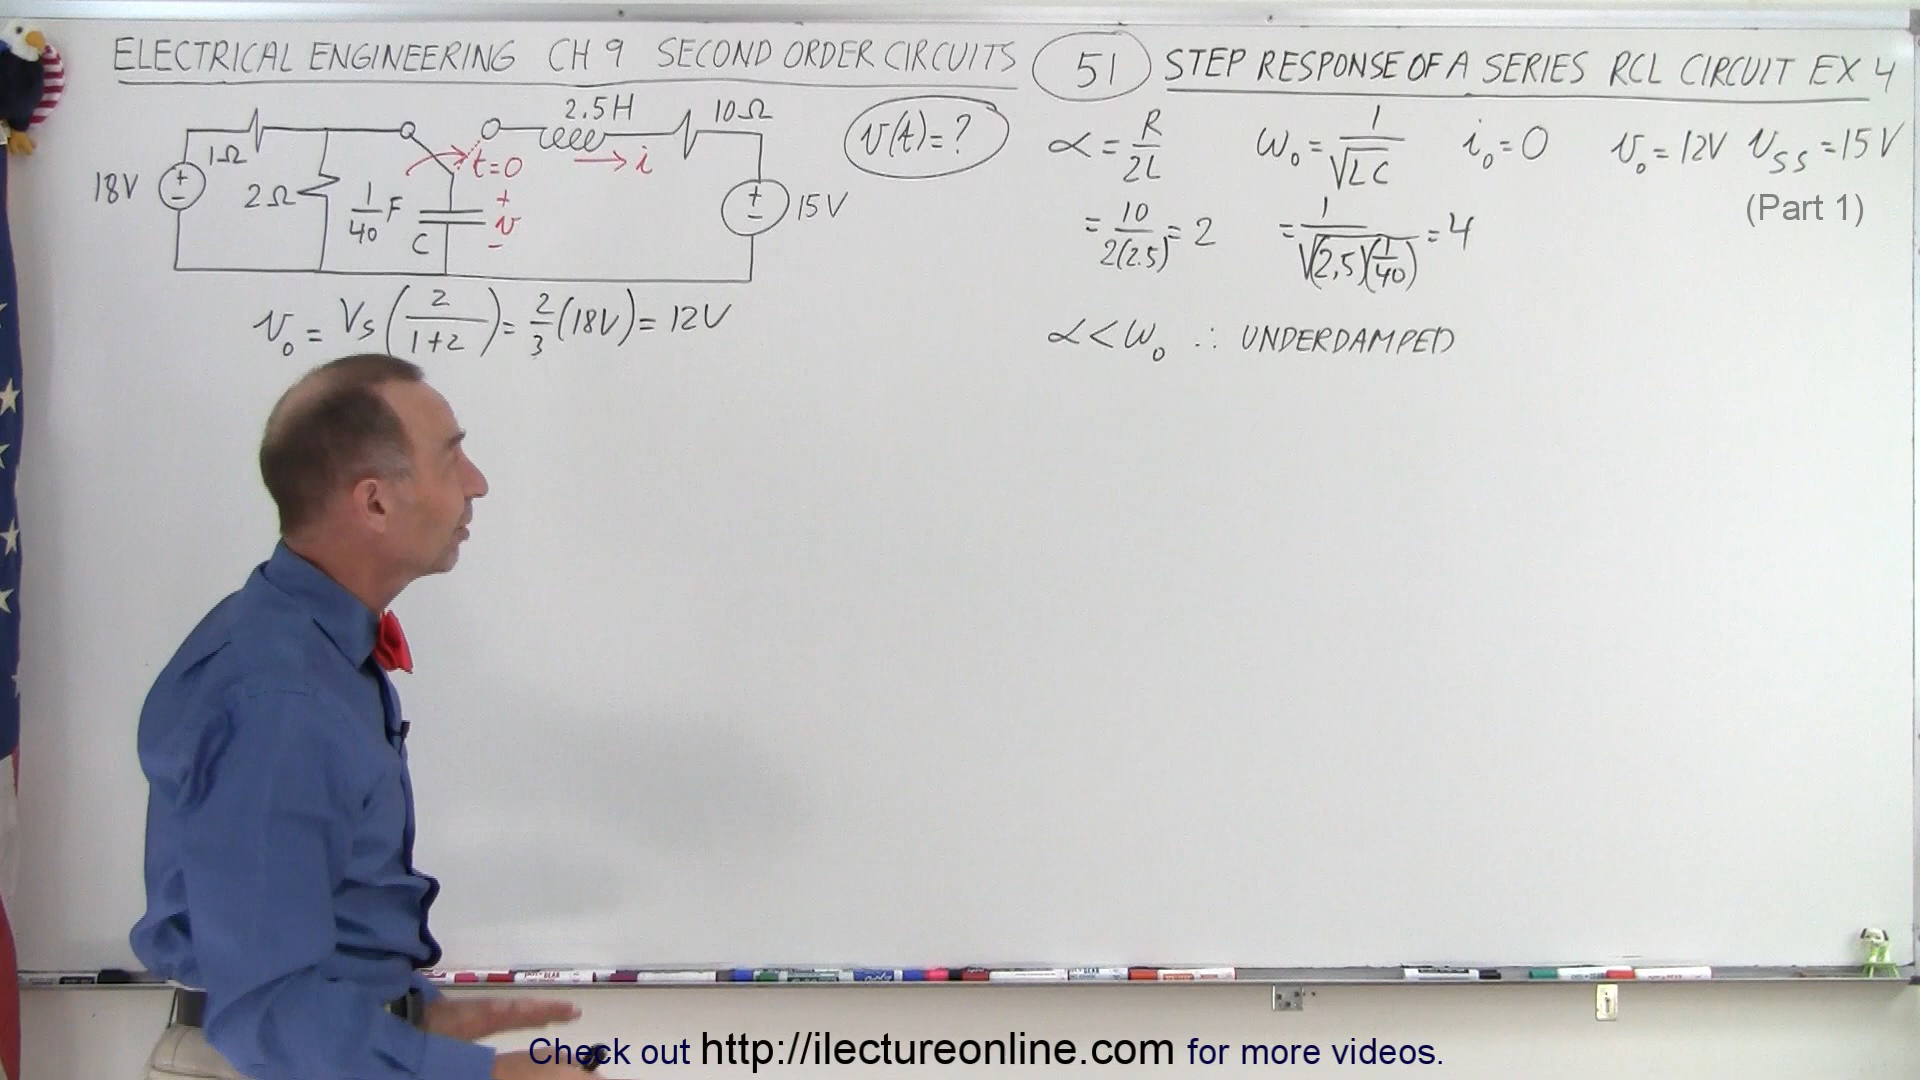 ELECTRICAL ENGINEERING CH 9 SECOND ORDER CIRCUITS 51 STEP RESPONSE OF A SERIES RCL CIRCUIT EX 4
18V
1Ω
2Ω
1/40 F
C
t=0
+
v
-
2.5H
i
10Ω
+
-
15V
v(t)=?
v₀ = Vs (2/(1+2)) = 2/3 (18V) = 12V
α = R/2L ω₀ = 1/√LC i₀ = 0 v₀ = 12V vss = 15V
(Part 1)
= 10/2(2.5) = 2 = 1/√(2.5)(1/40) = 4
α < ω₀ ∴ UNDERDAMPED
Check out http://ilectureonline.com for more videos.